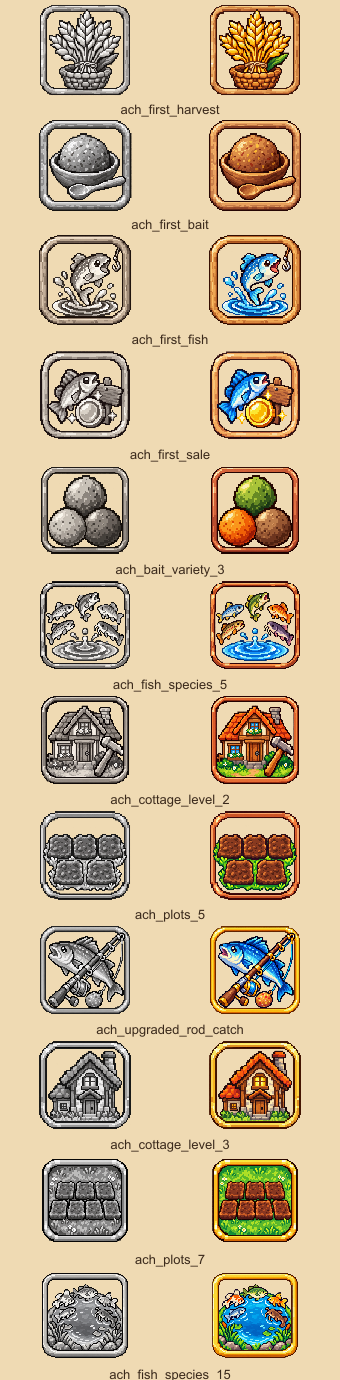 ach_first_harvest
ach_first_bait
ach_first_fish
ach_first_sale
ach_bait_variety_3
ach_fish_species_5
ach_cottage_level_2
ach_plots_5
ach_upgraded_rod_catch
ach_cottage_level_3
ach_plots_7
ach_fish_species_15